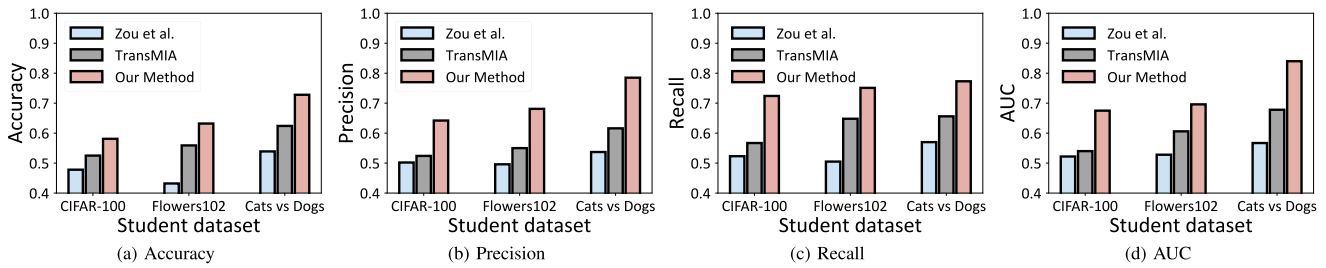 1.0
0.9
0.8
0.7
0.6
0.5
0.4
Accuracy
Zou et al.
TransMIA
Our Method
CIFAR-100 Flowers102 Cats vs Dogs
Student dataset
(a) Accuracy
1.0
0.9
0.8
0.7
0.6
0.5
0.4
Precision
Zou et al.
TransMIA
Our Method
CIFAR-100 Flowers102 Cats vs Dogs
Student dataset
(b) Precision
1.0
0.9
0.8
0.7
0.6
0.5
0.4
Recall
Zou et al.
TransMIA
Our Method
CIFAR-100 Flowers102 Cats vs Dogs
Student dataset
(c) Recall
1.0
0.9
0.8
0.7
0.6
0.5
0.4
AUC
Zou et al.
TransMIA
Our Method
CIFAR-100 Flowers102 Cats vs Dogs
Student dataset
(d) AUC